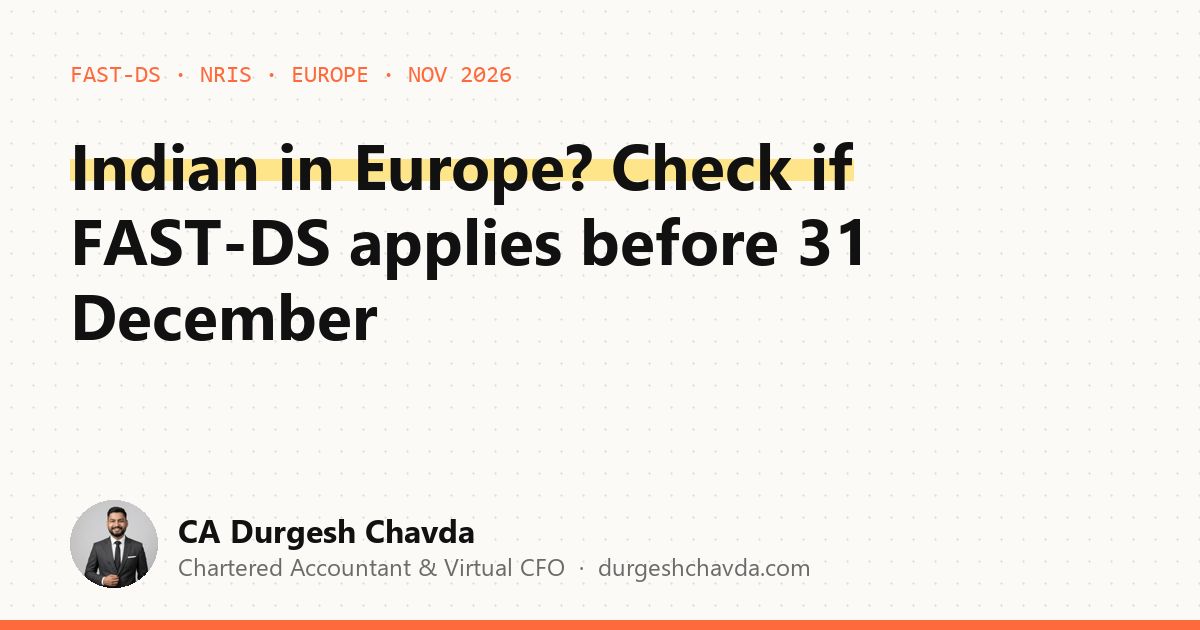 FAST-DS · NRIS · EUROPE · NOV 2026
Indian in Europe? Check if
FAST-DS applies before 31
December
CA Durgesh Chavda
Chartered Accountant & Virtual CFO · durgeshchavda.com